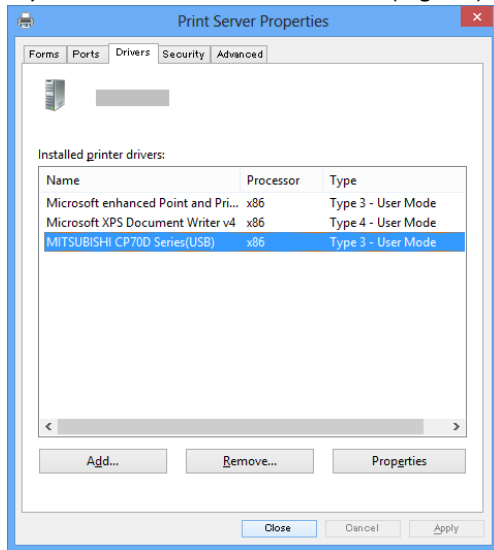 Print Server Properties
Forms Ports Drivers Security Advanced
Installed printer drivers:
Name Processor Type
Microsoft enhanced Point and Pri... x86 Type 3 - User Mode
Microsoft XPS Document Writer v4 x86 Type 4 - User Mode
MITSUBISHI CP70D Series(USB) x86 Type 3 - User Mode
Add... Remove... Properties
Close Cancel Apply